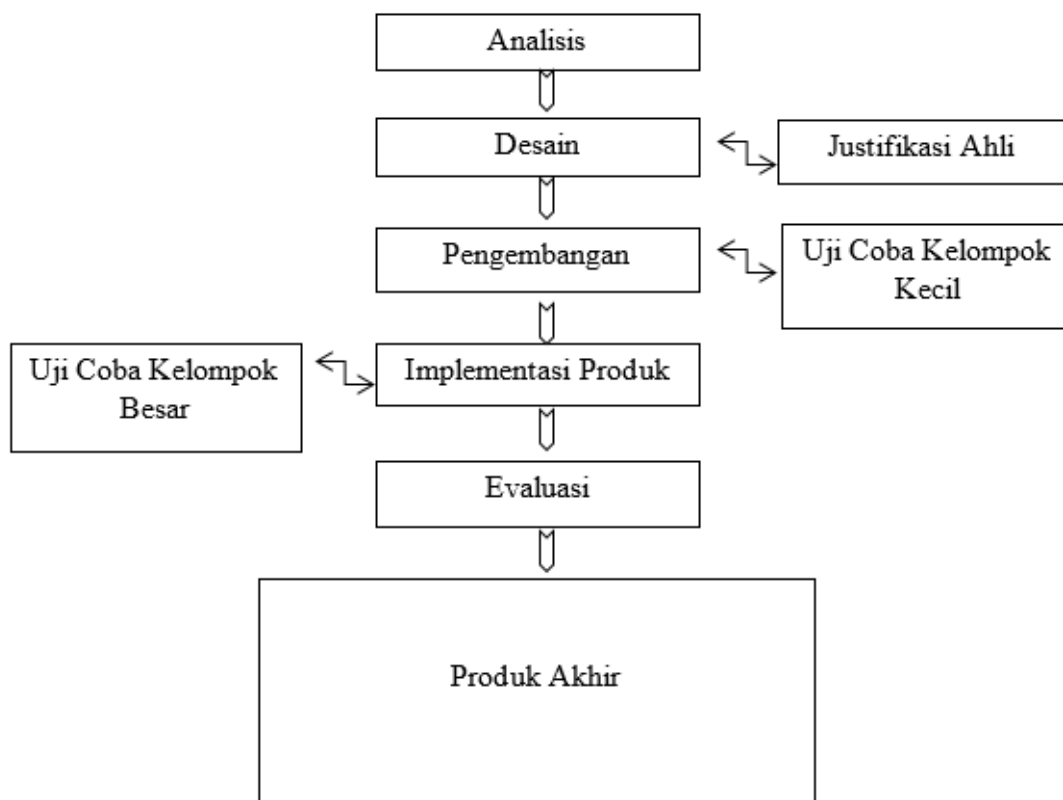 Analisis
Desain
Justifikasi Ahli
Pengembangan
Uji Coba Kelompok
Kecil
Uji Coba Kelompok
Besar
Implementasi Produk
Evaluasi
Produk Akhir